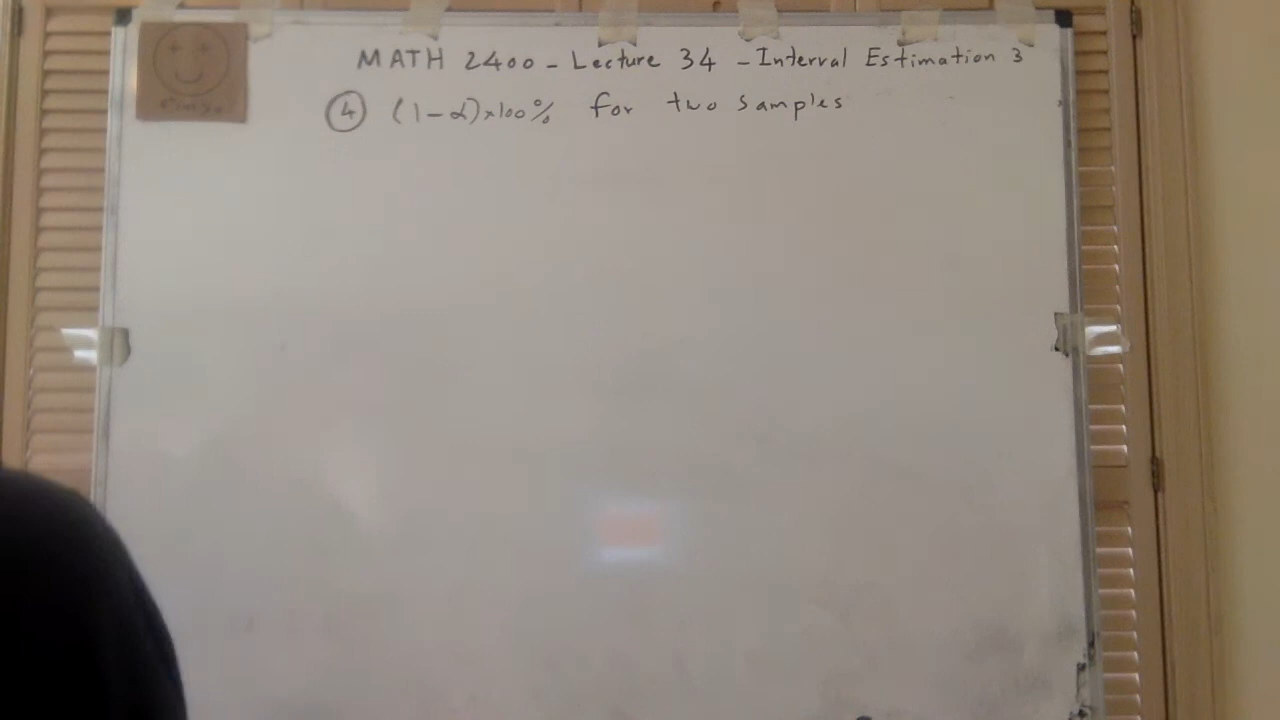 MATH 2400 - Lecture 34 - Interval Estimation 3
④ (1-α)×100% for two samples